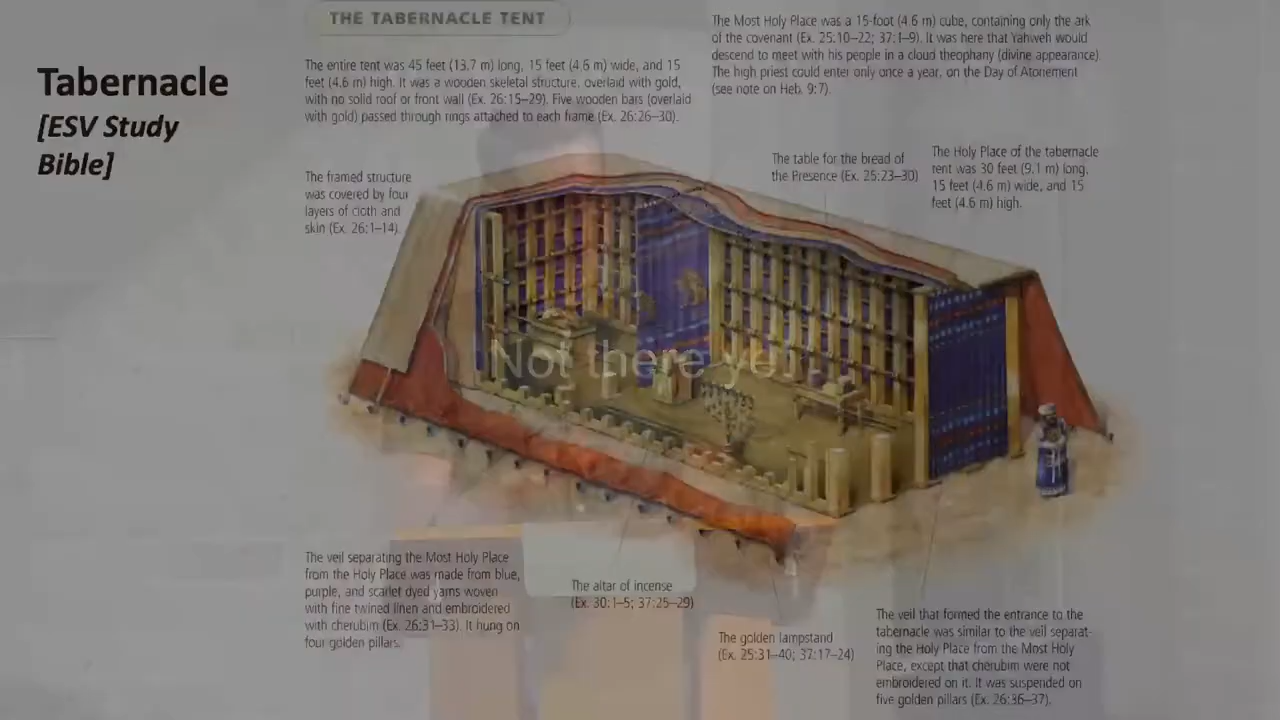 THE TABERNACLE TENT
Tabernacle
[ESV Study
Bible]
The entire tent was 45 feet (13.7 m) long, 15 feet (4.6 m) wide, and 15
feet (4.6 m) high. It was a wooden skeletal structure, overlaid with gold,
with no solid roof or front wall (Ex. 26:15–29). Five wooden bars (overlaid
with gold) passed through rings attached to each frame (Ex. 26:26–30).
The Most Holy Place was a 15-foot (4.6 m) cube, containing only the ark
of the covenant (Ex. 25:10–22; 37:1–9). It was here that Yahweh would
descend to meet with his people in a cloud theophany (divine appearance)
The high priest could enter only once a year, on the Day of Atonement
(see note on Heb. 9:7).
The framed structure
was covered by four
layers of cloth and
skin (Ex. 26:1–14).
The table for the bread of
the Presence (Ex. 25:23–30)
The Holy Place of the tabernacle
tent was 30 feet (9.1 m) long,
15 feet (4.6 m) wide, and 15
feet (4.6 m) high.
Not there
The veil separating the Most Holy Place
from the Holy Place was made from blue,
purple, and scarlet dyed yarns woven
with fine twined linen and embroidered
with cherubim (Ex. 26:31–33). It hung on
four golden pillars.
The altar of incense
(Ex. 30:1–5; 37:25–29)
The golden lampstand
(Ex. 25:31–40; 37:17–24)
The veil that formed the entrance to the
tabernacle was similar to the veil separat-
ing the Holy Place from the Most Holy
Place, except that cherubim were not
embroidered on it. It was suspended on
five golden pillars (Ex. 26:36–37).